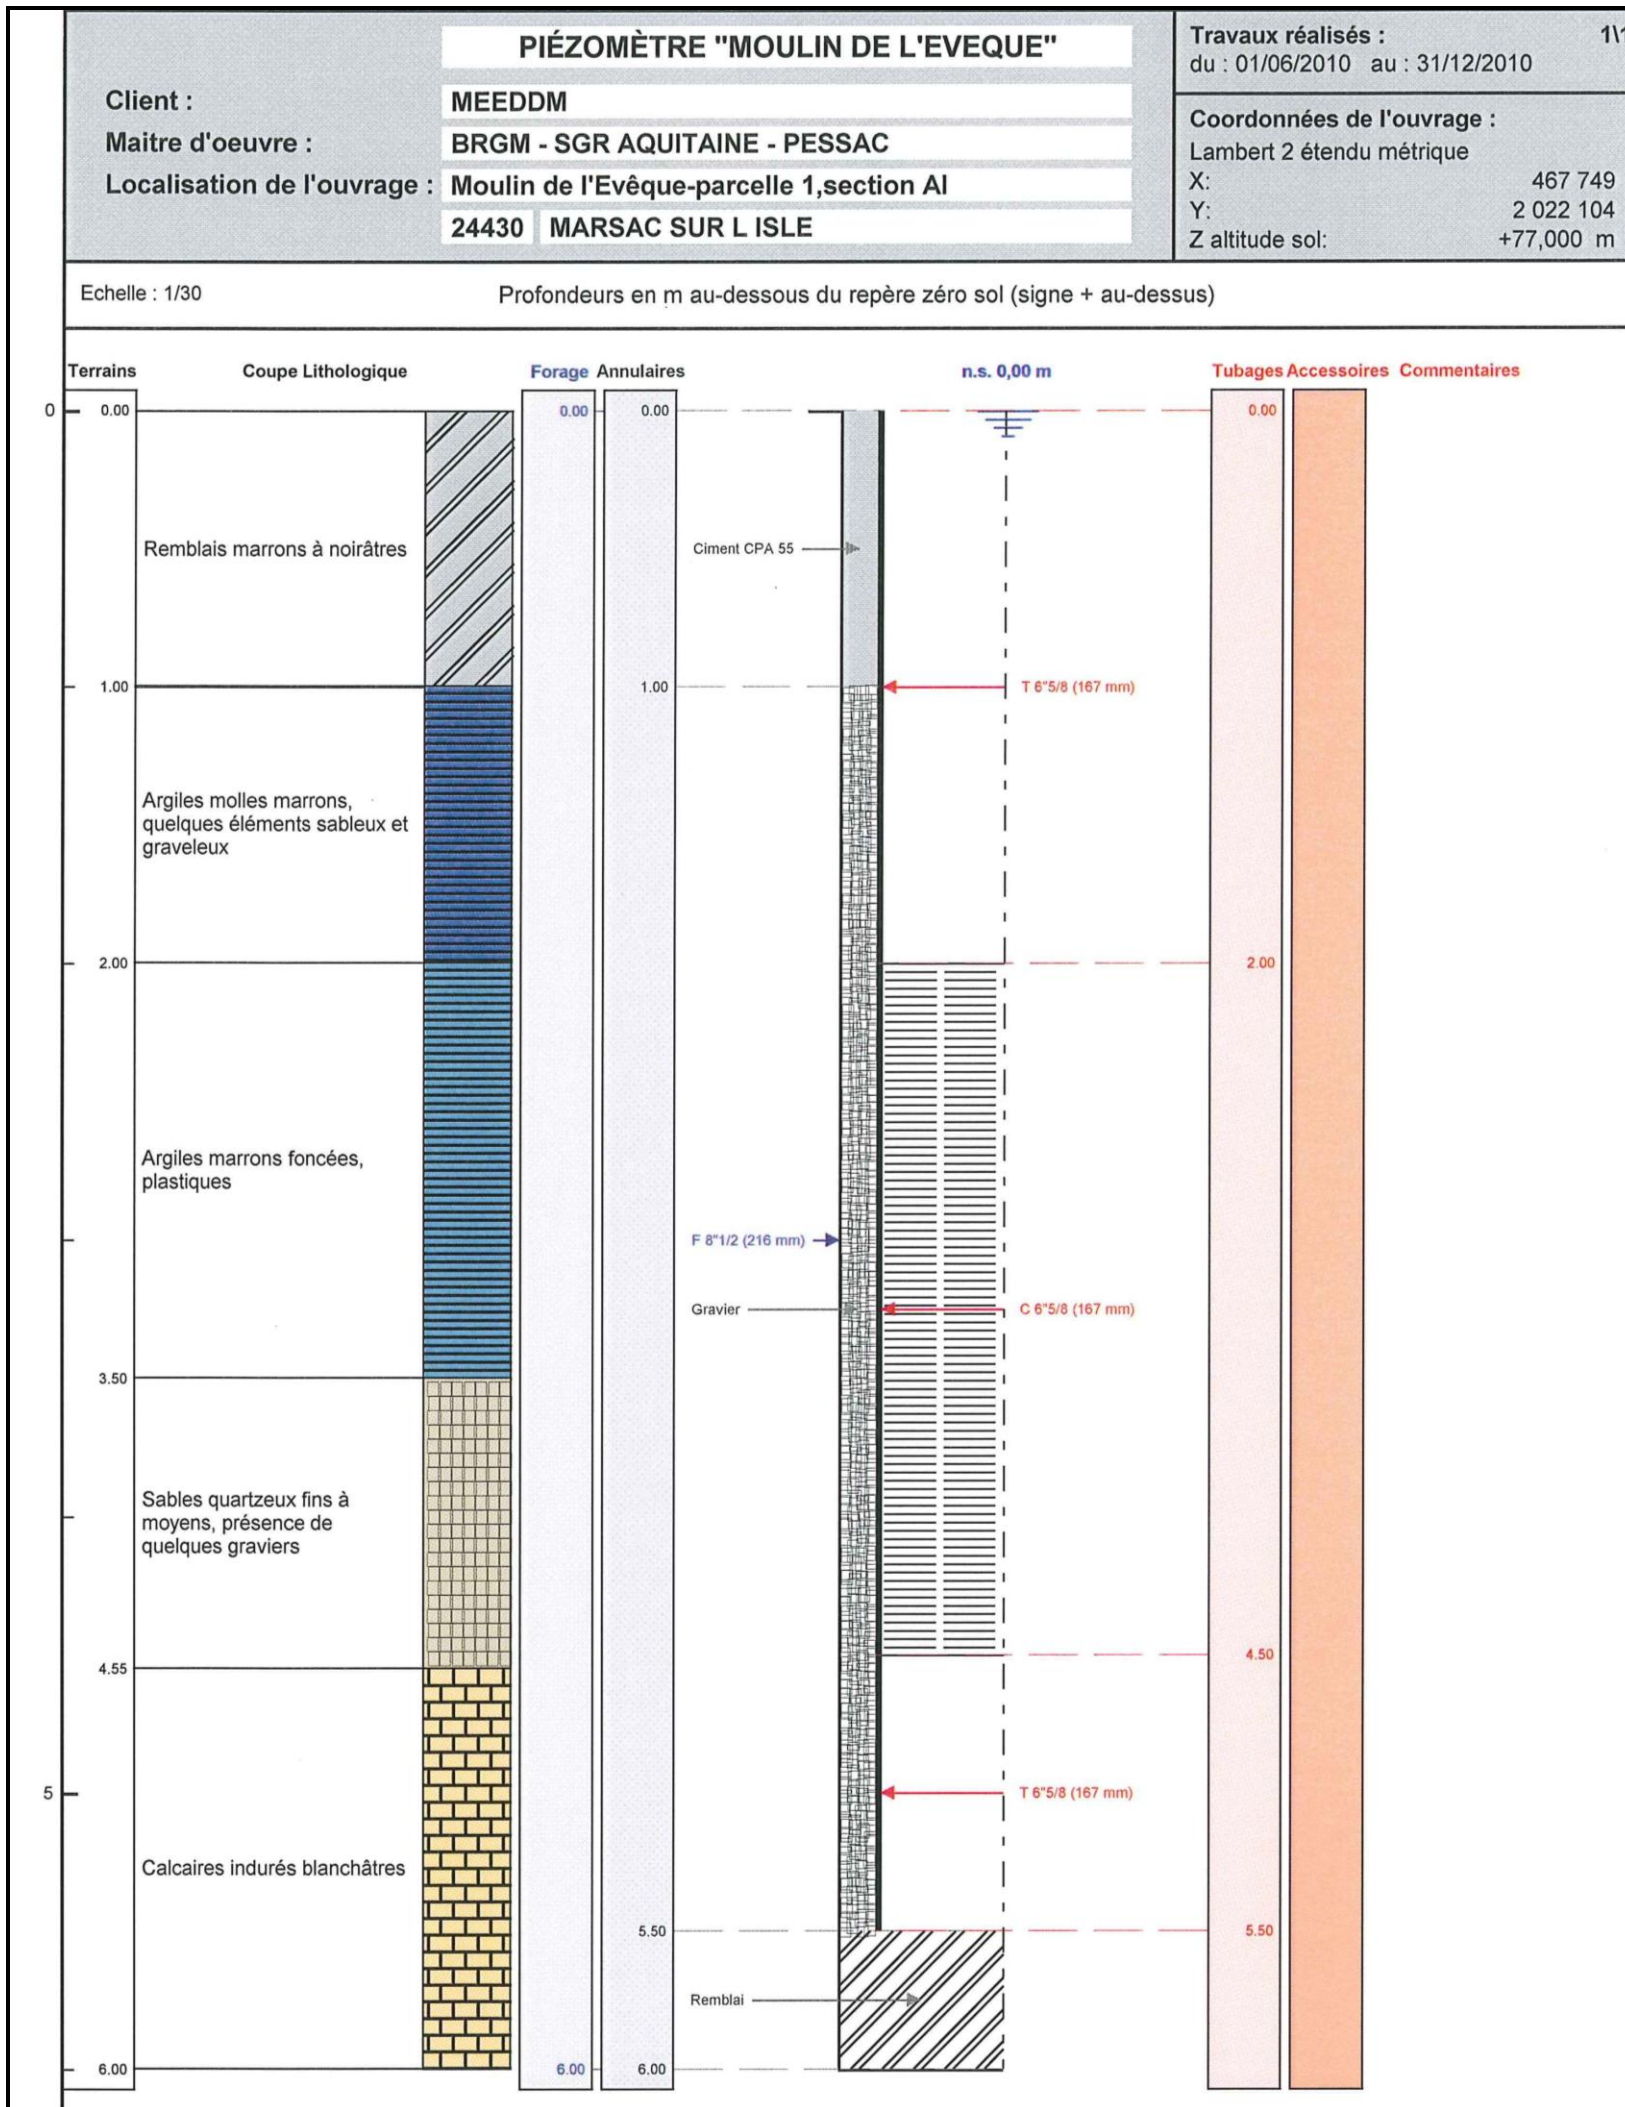 PIÉZOMÈTRE "MOULIN DE L'EVEQUE"
Travaux réalisés :
du : 01/06/2010 au : 31/12/2010
Client :
MEEDDM
Maitre d'oeuvre :
BRGM - SGR AQUITAINE - PESSAC
Localisation de l'ouvrage :
Moulin de l'Evêque-parcelle 1,section AI
24430 MARSAC SUR L ISLE
Coordonnées de l'ouvrage :
Lambert 2 étendu métrique
X: 467 749
Y: 2 022 104
Z altitude sol: +77,000 m
Echelle : 1/30
Profondeurs en m au-dessous du repère zéro sol (signe + au-dessus)
Terrains Coupe Lithologique Forage Annulaires n.s. 0,00 m Tubages Accessoires Commentaires
0 0.00 0.00 0.00 0.00
Remblais marrons à noirâtres
Ciment CPA 55
1.00 1.00 T 6"5/8 (167 mm)
Argiles molles marrons,
quelques éléments sableux et
graveleux
2.00 2.00
Argiles marrons foncées,
plastiques
F 8"1/2 (216 mm)
Gravier C 6"5/8 (167 mm)
3.50
Sables quartzeux fins à
moyens, présence de
quelques graviers
4.50
4.55
5 T 6"5/8 (167 mm)
Calcaires indurés blanchâtres
5.50 5.50
Remblai
6.00 6.00 6.00